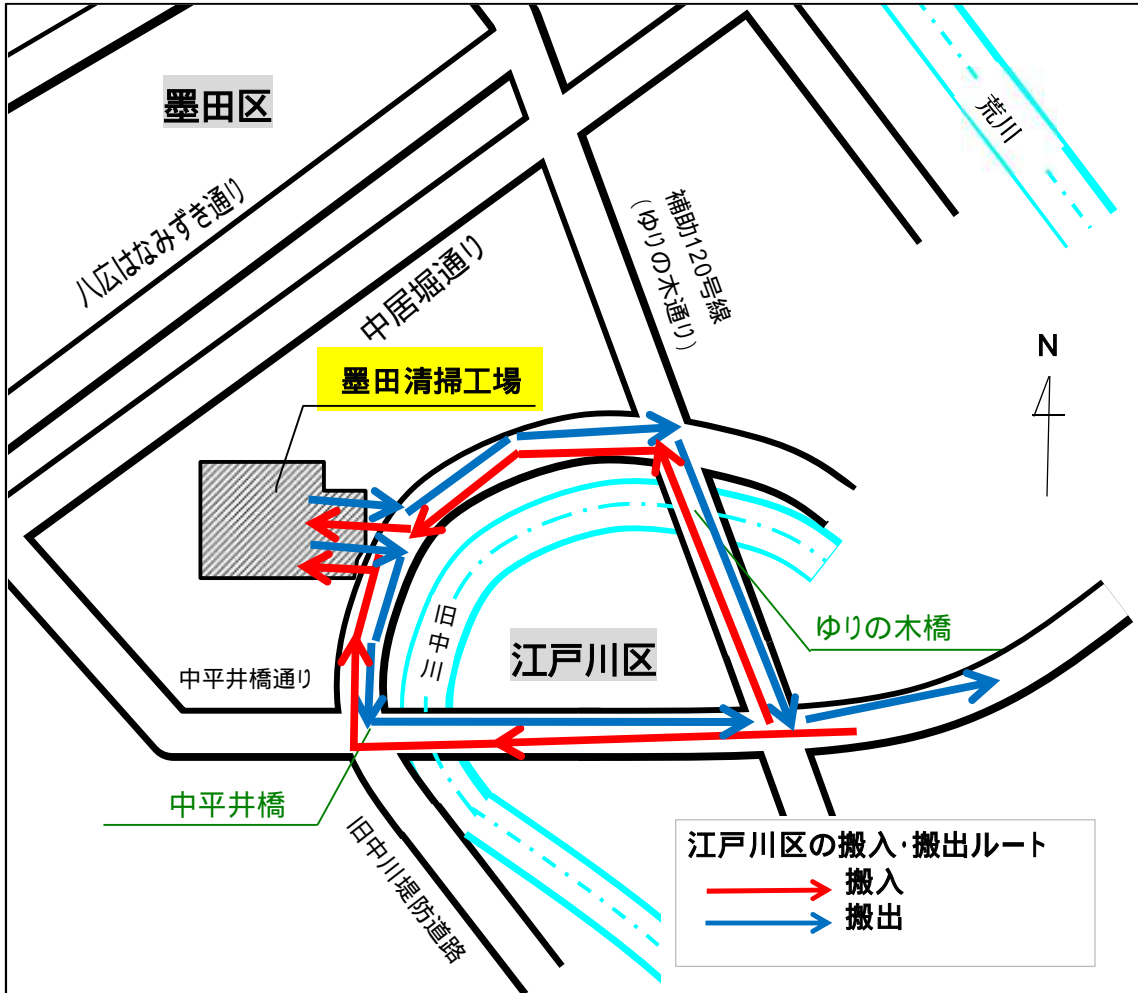 墨田区
荒川
八広はなみずき通り
中居堀通り
補助120号線
(ゆりの木通り)
墨田清掃工場
N
旧中川
江戸川区
ゆりの木橋
中平井橋通り
中平井橋
旧中川堤防道路
江戸川区の搬入・搬出ルート
搬入
搬出